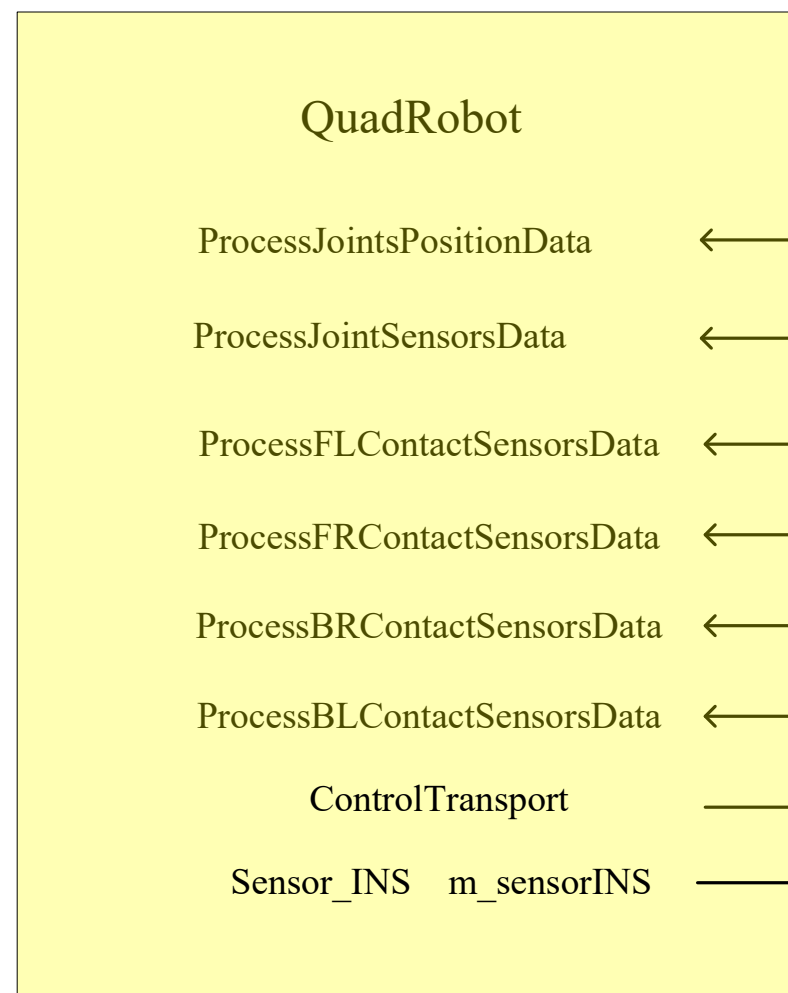 QuadRobot
ProcessJointsPositionData
ProcessJointSensorsData
ProcessFLContactSensorsData
ProcessFRContactSensorsData
ProcessBRContactSensorsData
ProcessBLContactSensorsData
ControlTransport
Sensor_INS m_sensorINS